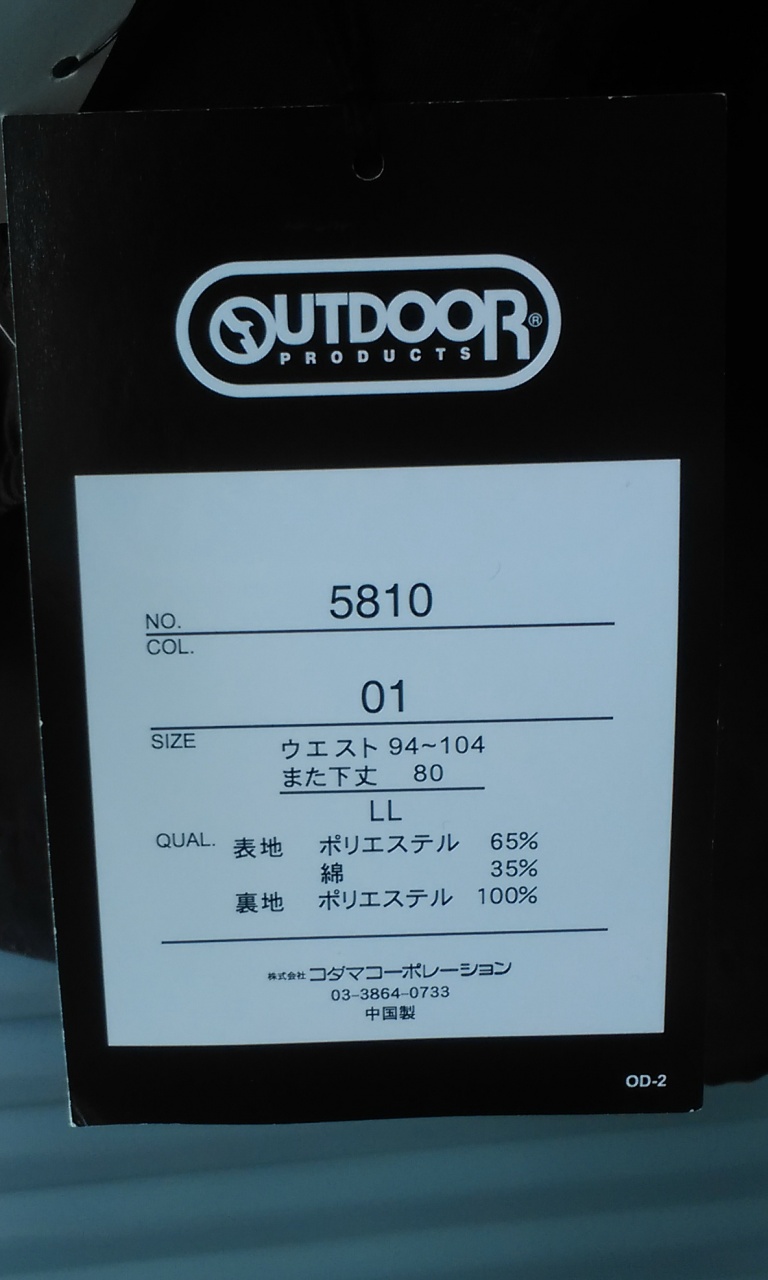 OUTDOOR®
PRODUCTS
NO. 5810
COL.
01
SIZE ウエスト 94~104
また下丈 80
LL
QUAL. 表地 ポリエステル 65%
綿 35%
裏地 ポリエステル 100%
株式会社コダマコーポレーション
03-3864-0733
中国製
OD-2